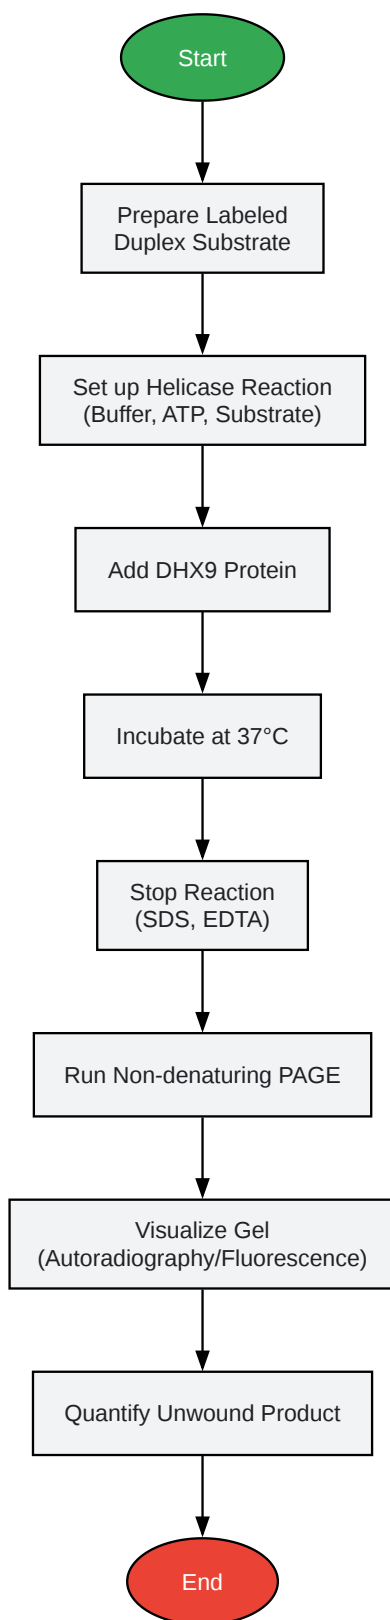 Start
Prepare Labeled
Duplex Substrate
Set up Helicase Reaction
(Buffer, ATP, Substrate)
Add DHX9 Protein
Incubate at 37°C
Stop Reaction
(SDS, EDTA)
Run Non-denaturing PAGE
Visualize Gel
(Autoradiography/Fluorescence)
Quantify Unwound Product
End